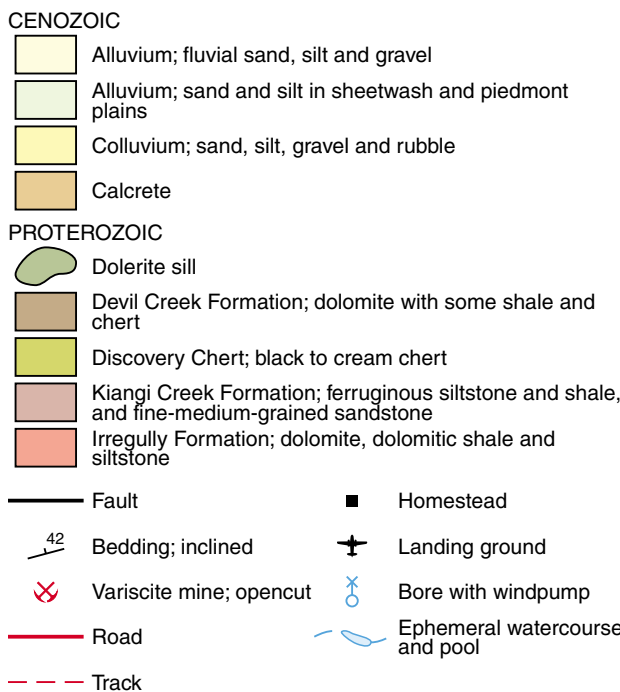 CENOZOIC
Alluvium; fluvial sand, silt and gravel
Alluvium; sand and silt in sheetwash and piedmont
plains
Colluvium; sand, silt, gravel and rubble
Calcrete
PROTEROZOIC
Dolerite sill
Devil Creek Formation; dolomite with some shale and
chert
Discovery Chert; black to cream chert
Kiangi Creek Formation; ferruginous siltstone and shale,
and fine-medium-grained sandstone
Irregully Formation; dolomite, dolomitic shale and
siltstone
Fault
Homestead
42
Bedding; inclined
Landing ground
Variscite mine; opencut
Bore with windpump
Road
Ephemeral watercourse
and pool
Track